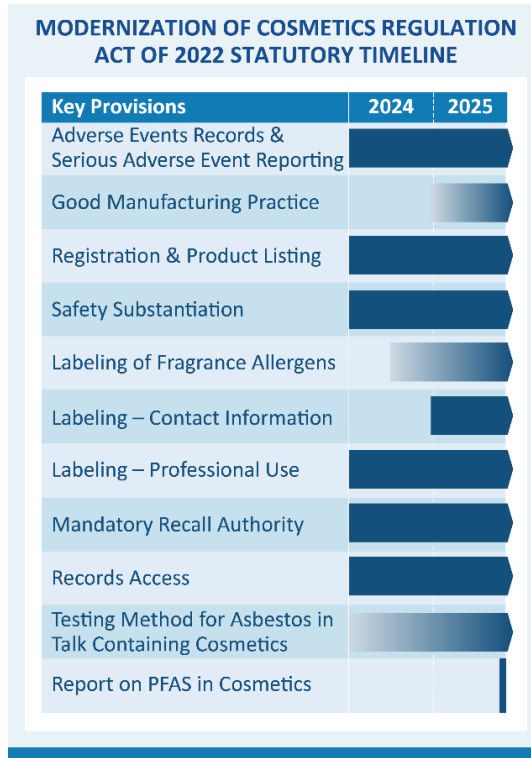 MODERNIZATION OF COSMETICS REGULATION
ACT OF 2022 STATUTORY TIMELINE
Key Provisions 2024 2025
Adverse Events Records &
Serious Adverse Event Reporting
Good Manufacturing Practice
Registration & Product Listing
Safety Substantiation
Labeling of Fragrance Allergens
Labeling – Contact Information
Labeling – Professional Use
Mandatory Recall Authority
Records Access
Testing Method for Asbestos in
Talk Containing Cosmetics
Report on PFAS in Cosmetics